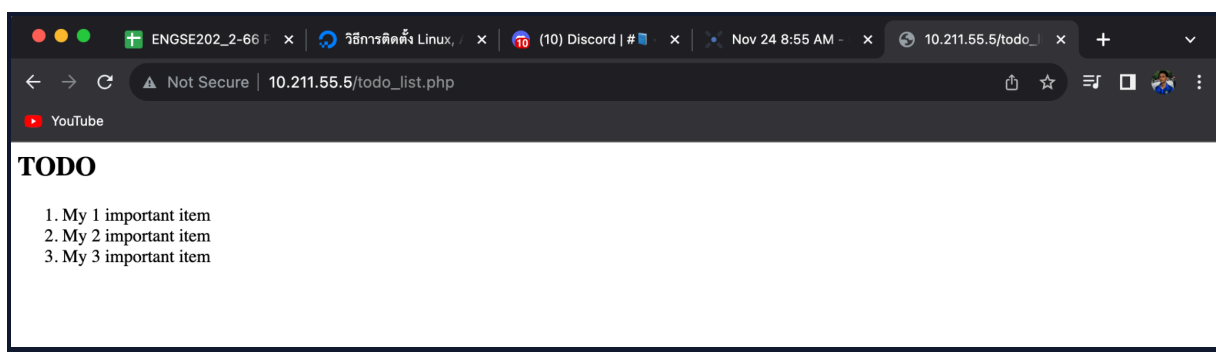 ENGSE202_2-66
วิธีการติดตั้ง Linux,
(10) Discord | #
Nov 24 8:55 AM -
10.211.55.5/todo_l
Not Secure | 10.211.55.5/todo_list.php
YouTube
TODO
1. My 1 important item
2. My 2 important item
3. My 3 important item